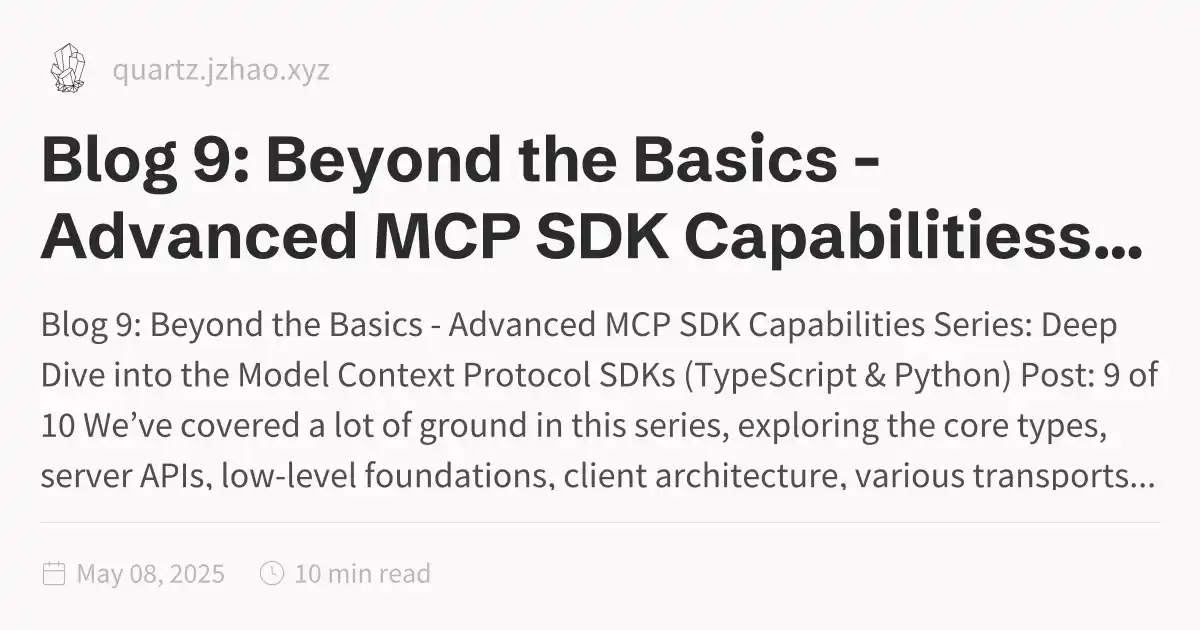 quartz.jzhao.xyz
Blog 9: Beyond the Basics -
Advanced MCP SDK Capabilitiess...
Blog 9: Beyond the Basics - Advanced MCP SDK Capabilities Series: Deep
Dive into the Model Context Protocol SDKs (TypeScript & Python) Post: 9 of
10 We’ve covered a lot of ground in this series, exploring the core types,
server APIs, low-level foundations, client architecture, various transports...
May 08, 2025 10 min read